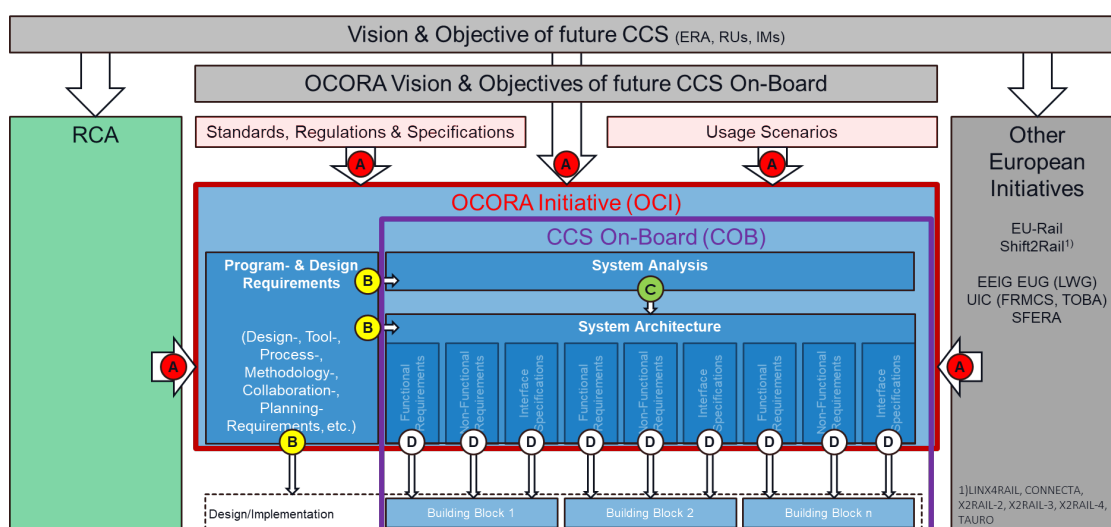 Vision & Objective of future CCS (ERA, RUs, IMs)
OCORA Vision & Objectives of future CCS On-Board
RCA
Standards, Regulations & Specifications
Usage Scenarios
Other
European
Initiatives
EU-Rail
Shift2Rail1)
EEIG EUG (LWG)
UIC (FRMCS, TOBA)
SFERA
1)LINX4RAIL, CONNECTA,
X2RAIL-2, X2RAIL-3, X2RAIL-4,
TAURO
A
A
A
A
A
OCORA Initiative (OCI)
CCS On-Board (COB)
Program- & Design
Requirements
(Design-, Tool-,
Process-,
Methodology-,
Collaboration-,
Planning-
Requirements, etc.)
B
B
B
System Analysis
C
System Architecture
Functional
Requirements
Non-Functional
Requirements
Interface
Specifications
Functional
Requirements
Non-Functional
Requirements
Interface
Specifications
Functional
Requirements
Non-Functional
Requirements
Interface
Specifications
D
D
D
D
D
D
D
D
D
Design/Implementation
Building Block 1
Building Block 2
Building Block n